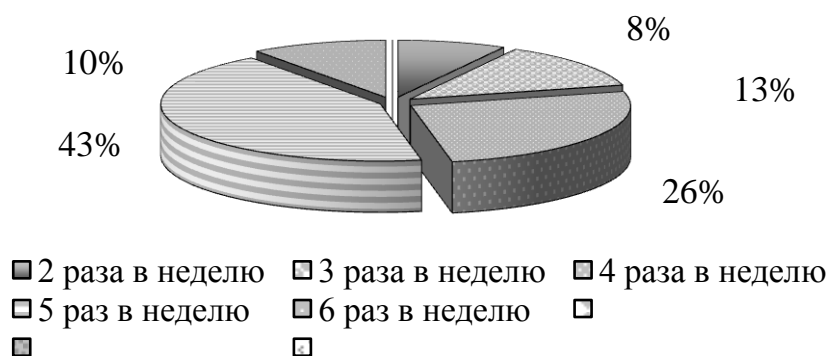 8%
10%
13%
43%
26%
2 раза в неделю 3 раза в неделю 4 раза в неделю
5 раз в неделю 6 раз в неделю